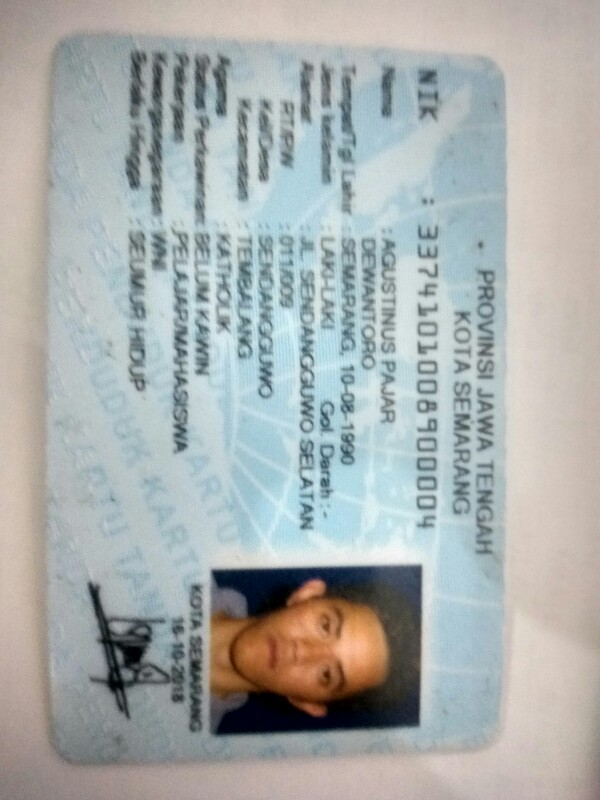 PROVINSI JAWA TENGAH
KOTA SEMARANG
NIK : 3374101008900004
Nama : AGUSTINUS PAJAR
DEWANTORO
Tempat/Tgl Lahir : SEMARANG, 10-08-1990
Jenis kelamin : LAKI-LAKI Gol. Darah : -
Alamat : JL. SENDANGGUWO SELATAN
RT/RW : 011/009
Kel/Desa : SENDANGGUWO
Kecamatan : TEMBALANG
Agama : KATHOLIK
Status Perkawinan: BELUM KAWIN
Pekerjaan : PELAJAR/MAHASISWA
Kewarganegaraan : WNI
Berlaku Hingga : SEUMUR HIDUP
KOTA SEMARANG
16-10-2018